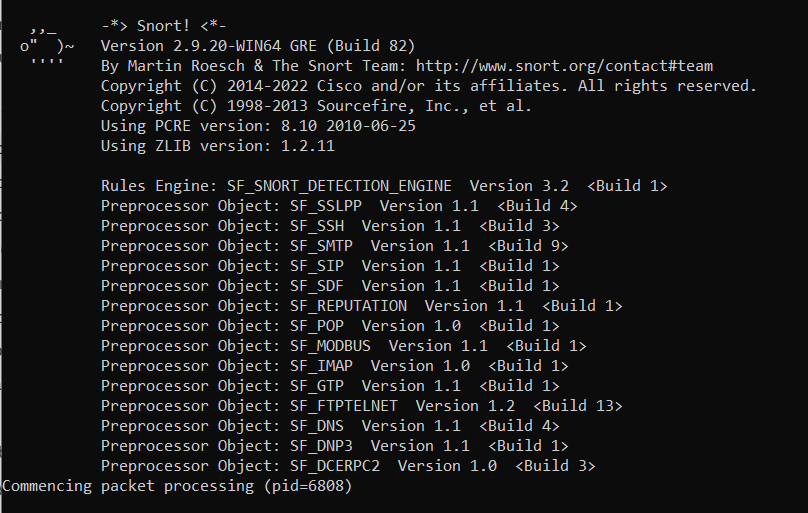 ,,_     -*> Snort! <*-
o"  )~   Version 2.9.20-WIN64 GRE (Build 82)
''''    By Martin Roesch & The Snort Team: http://www.snort.org/contact#team
Copyright (C) 2014-2022 Cisco and/or its affiliates. All rights reserved.
Copyright (C) 1998-2013 Sourcefire, Inc., et al.
Using PCRE version: 8.10 2010-06-25
Using ZLIB version: 1.2.11
Rules Engine: SF_SNORT_DETECTION_ENGINE  Version 3.2  <Build 1>
Preprocessor Object: SF_SSLPP  Version 1.1  <Build 4>
Preprocessor Object: SF_SSH  Version 1.1  <Build 3>
Preprocessor Object: SF_SMTP  Version 1.1  <Build 9>
Preprocessor Object: SF_SIP  Version 1.1  <Build 1>
Preprocessor Object: SF_SDF  Version 1.1  <Build 1>
Preprocessor Object: SF_REPUTATION  Version 1.1  <Build 1>
Preprocessor Object: SF_POP  Version 1.0  <Build 1>
Preprocessor Object: SF_MODBUS  Version 1.1  <Build 1>
Preprocessor Object: SF_IMAP  Version 1.0  <Build 1>
Preprocessor Object: SF_GTP  Version 1.1  <Build 1>
Preprocessor Object: SF_FTPTELNET  Version 1.2  <Build 13>
Preprocessor Object: SF_DNS  Version 1.1  <Build 4>
Preprocessor Object: SF_DNP3  Version 1.1  <Build 1>
Preprocessor Object: SF_DCERPC2  Version 1.0  <Build 3>
Commencing packet processing (pid=6808)